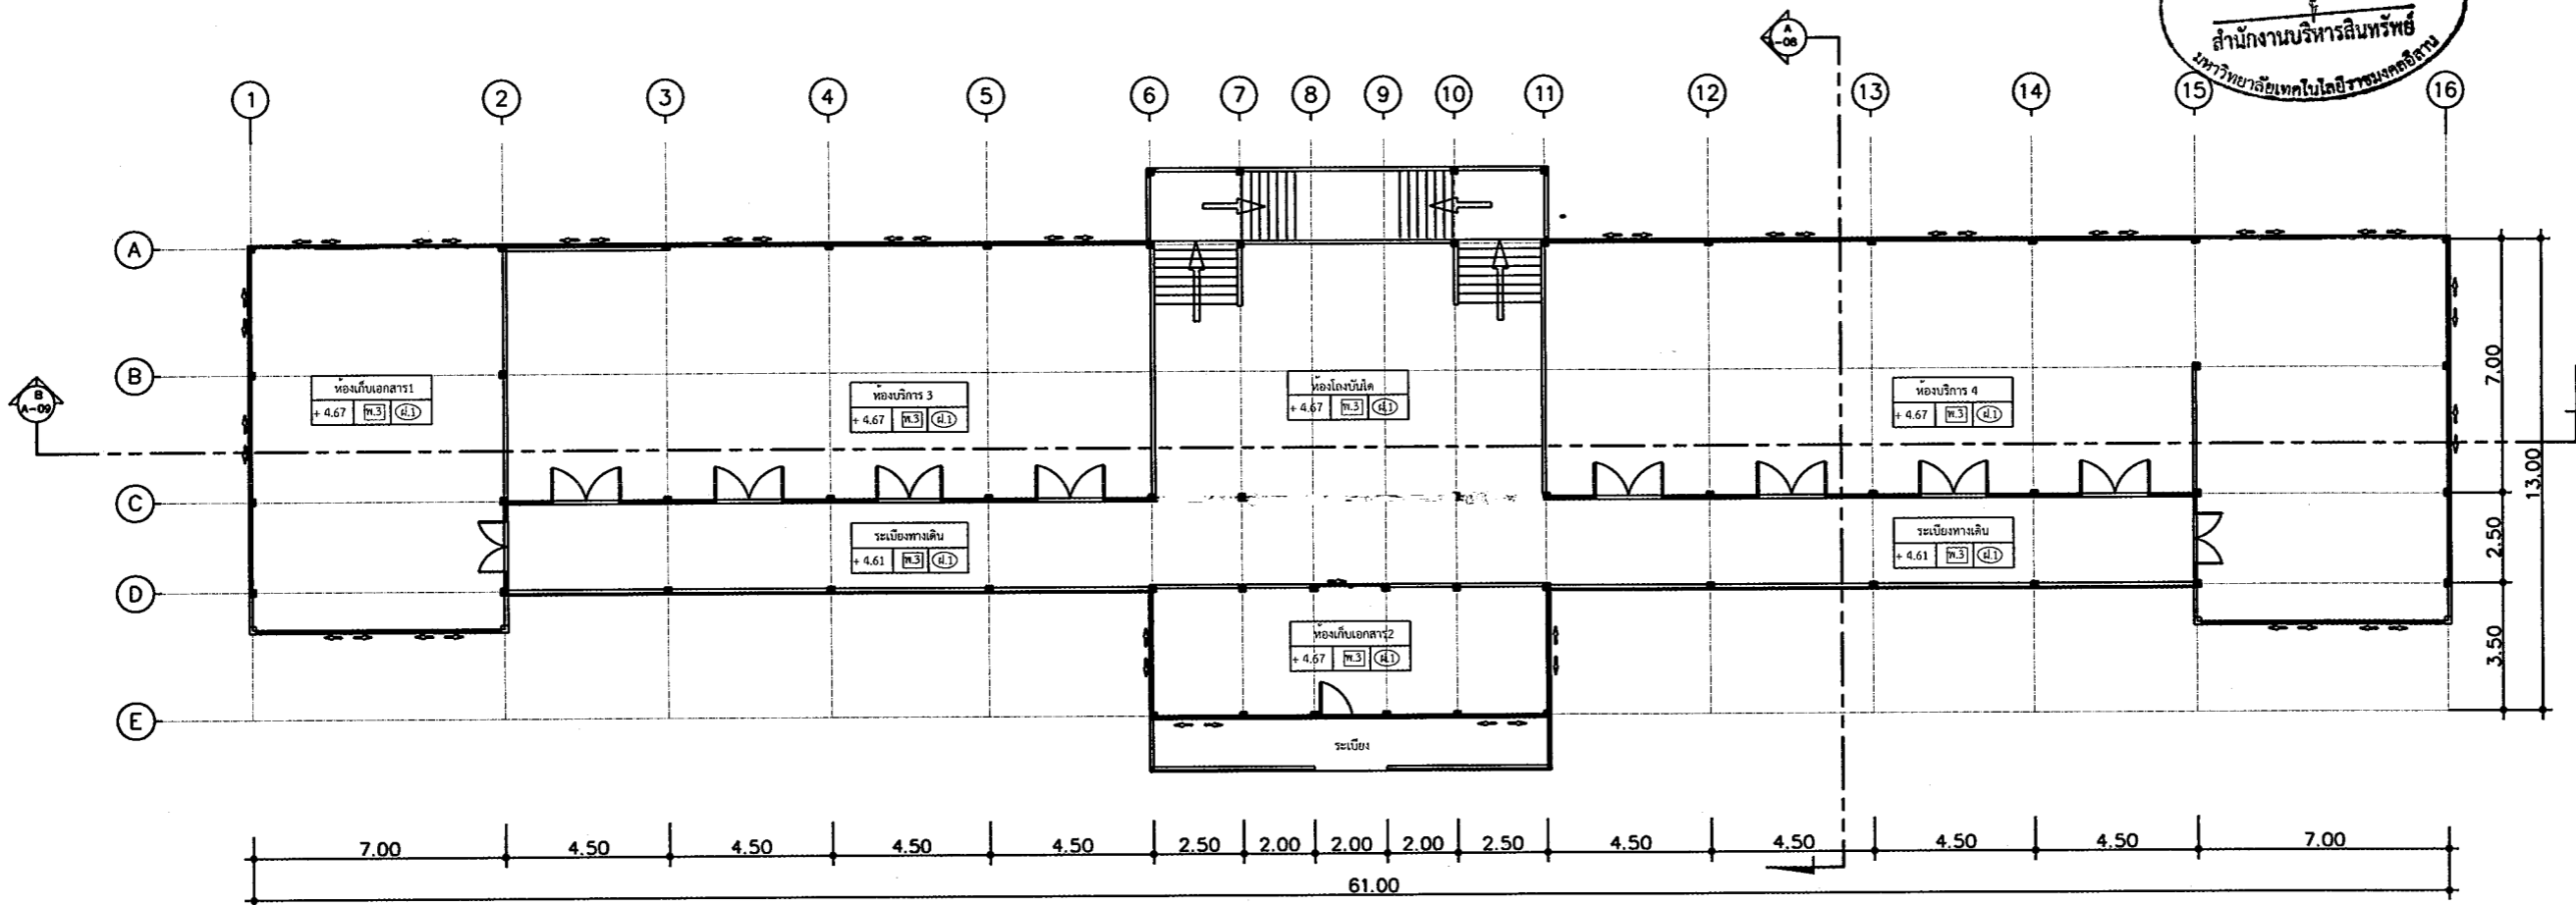 สำนักงานบริหารสินทรัพย์
มหาวิทยาลัยเทคโนโลยีราชมงคลอีสาน
A
A-08
1 2 3 4 5 6 7 8 9 10 11 12 13 14 15 16
A
B
B
A-09
ห้องเก็บเอกสาร1
+ 4.67 พ.3 ฝ.1
ห้องบริการ 3
+ 4.67 พ.3 ฝ.1
ห้องโถงบันได
+ 4.67 พ.3 ฝ.1
ห้องบริการ 4
+ 4.67 พ.3 ฝ.1
7.00
13.00
C
ระเบียงทางเดิน
+ 4.61 พ.3 ฝ.1
ระเบียงทางเดิน
+ 4.61 พ.3 ฝ.1
2.50
D
ห้องเก็บเอกสาร2
+ 4.67 พ.3 ฝ.1
3.50
E
ระเบียง
7.00 4.50 4.50 4.50 4.50 2.50 2.00 2.00 2.00 2.50 4.50 4.50 4.50 4.50 7.00
61.00